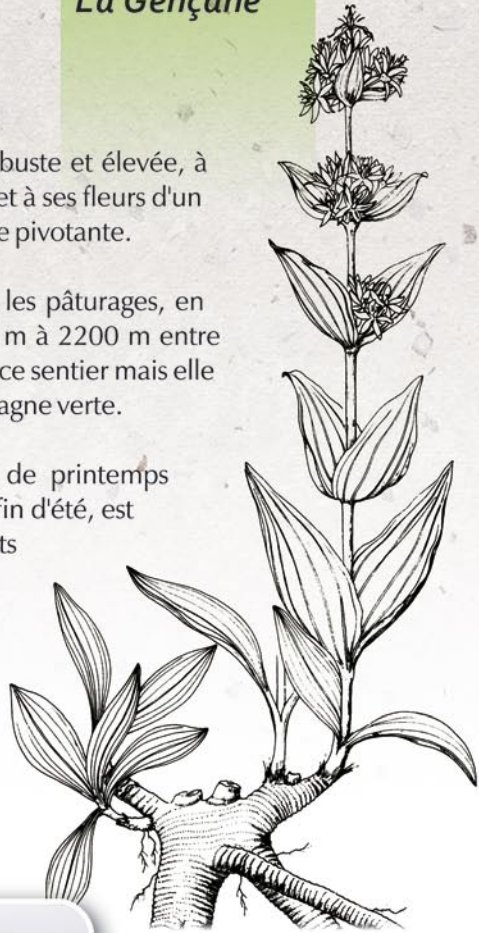 La Gençane
buste et élevée, à
et à ses fleurs d'un
e pivotante.
les pâturages, en
m à 2200 m entre
ce sentier mais elle
agne verte.
de printemps
fin d'été, est
ts